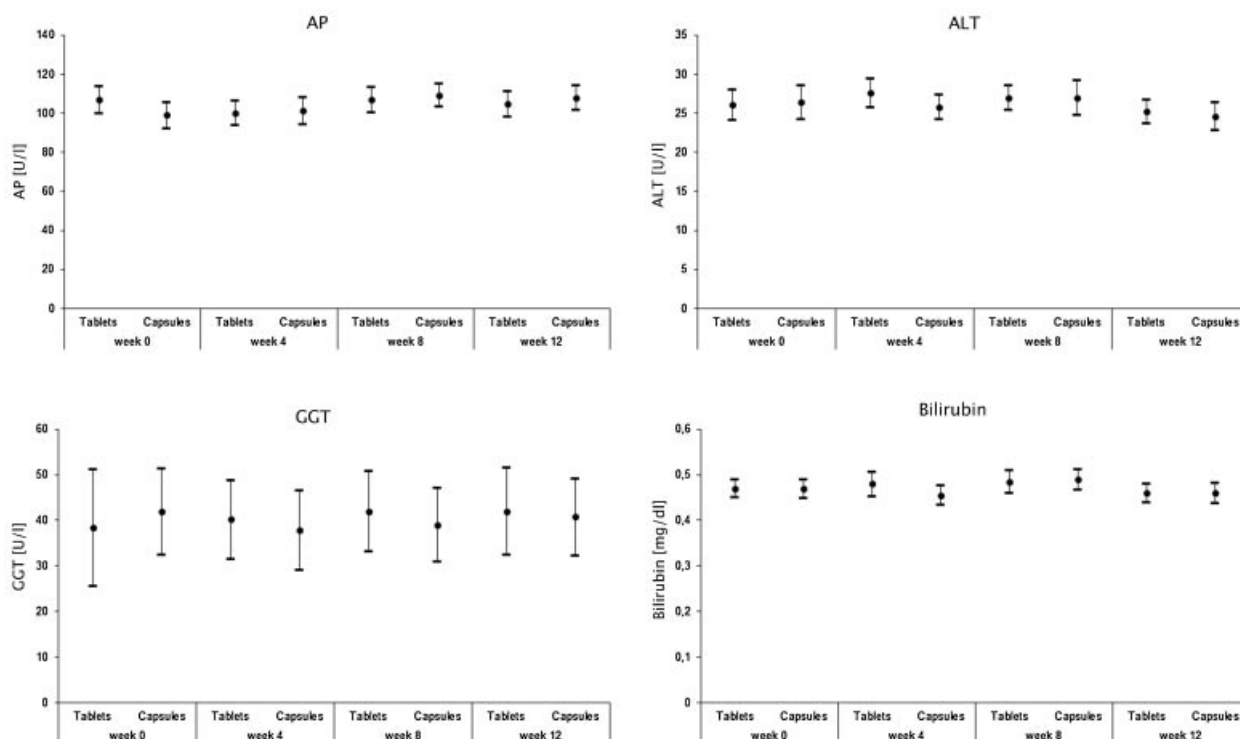 AP
140
120
100
80
60
40
20
0
AP [U/l]
Tablets Capsules Tablets Capsules Tablets Capsules Tablets Capsules
week 0 week 4 week 8 week 12
ALT
35
30
25
20
15
10
5
0
ALT [U/l]
Tablets Capsules Tablets Capsules Tablets Capsules Tablets Capsules
week 0 week 4 week 8 week 12
GGT
60
50
40
30
20
10
0
GGT [U/l]
Tablets Capsules Tablets Capsules Tablets Capsules Tablets Capsules
week 0 week 4 week 8 week 12
Bilirubin
0,6
0,5
0,4
0,3
0,2
0,1
0
Bilirubin [mg/dl]
Tablets Capsules Tablets Capsules Tablets Capsules Tablets Capsules
week 0 week 4 week 8 week 12